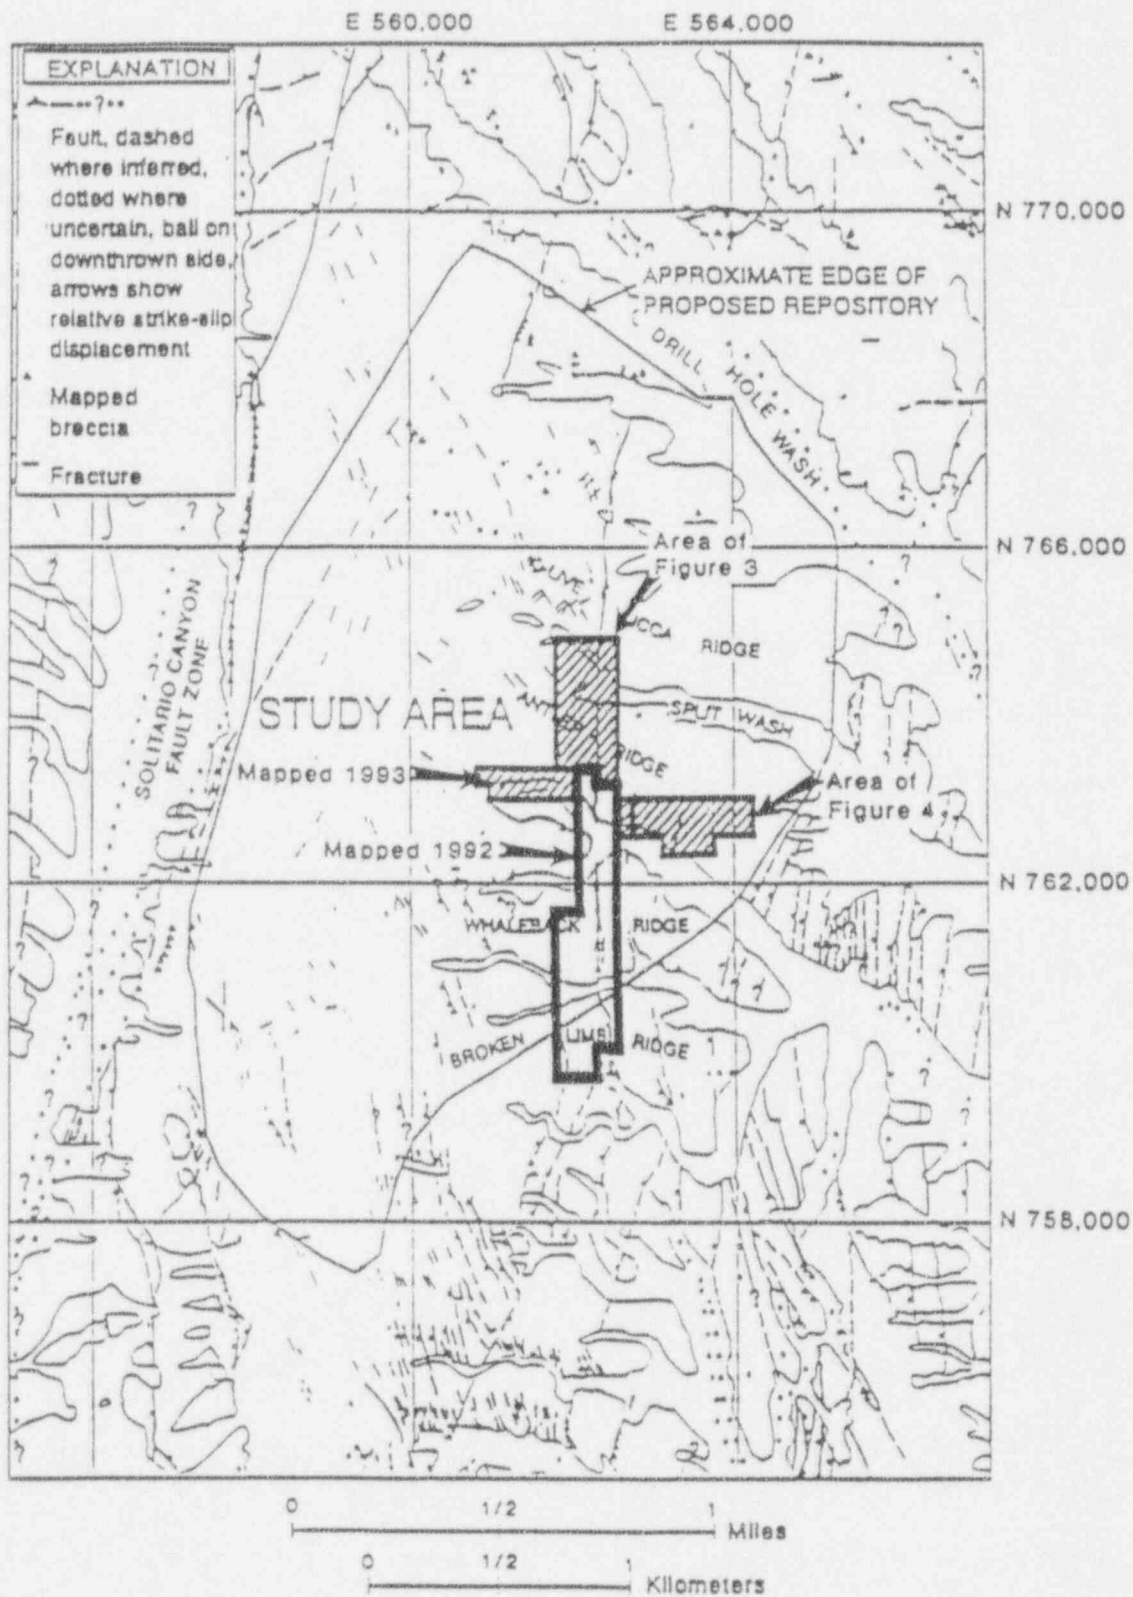 E 560,000 E 564,000
EXPLANATION
?
Fault, dashed
where inferred,
dotted where
uncertain, ball on
downthrown side,
arrows show
relative strike-slip
displacement
Mapped
breccia
Fracture
N 770,000
APPROXIMATE EDGE OF
PROPOSED REPOSITORY
DRILL HOLE WASH
N 766,000
Area of
Figure 3
RIDGE
SOLITARIO CANYON
FAULT ZONE
STUDY AREA
SPLIT WASH
RIDGE
Mapped 1993
Area of
Figure 4
Mapped 1992
N 762,000
WHALEBACK RIDGE
BROKEN LIMB RIDGE
N 758,000
0 1/2 1
Miles
0 1/2 1
Kilometers